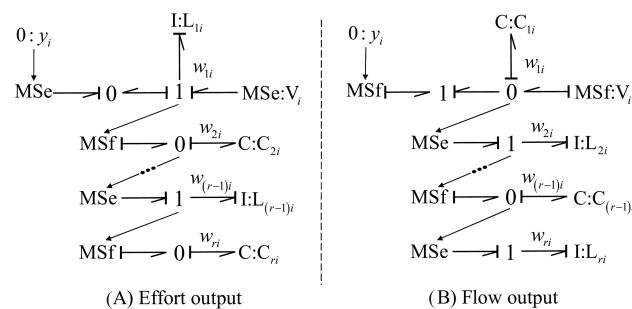 I:L1i
0: yi
w1i
MSe 0 1 MSe:Vi
w2i
MSf 0 C:C2i
w(r−1)i
MSe 1 I:L(r−1)i
wri
MSf 0 C:Cri
(A) Effort output
C:C1i
0: yi
w1i
MSf 1 0 MSf:Vi
w2i
MSe 1 I:L2i
w(r−1)i
MSf 0 C:C(r−1)
wri
MSe 1 I:Lri
(B) Flow output